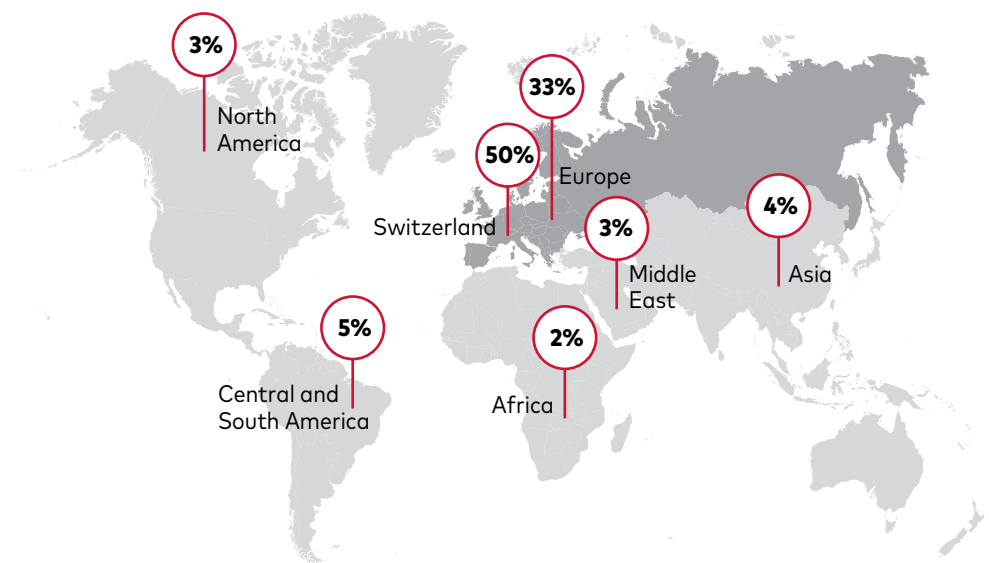 3%
North
America
33%
Europe
50%
Switzerland
3%
Middle
East
4%
Asia
5%
Central and
South America
2%
Africa